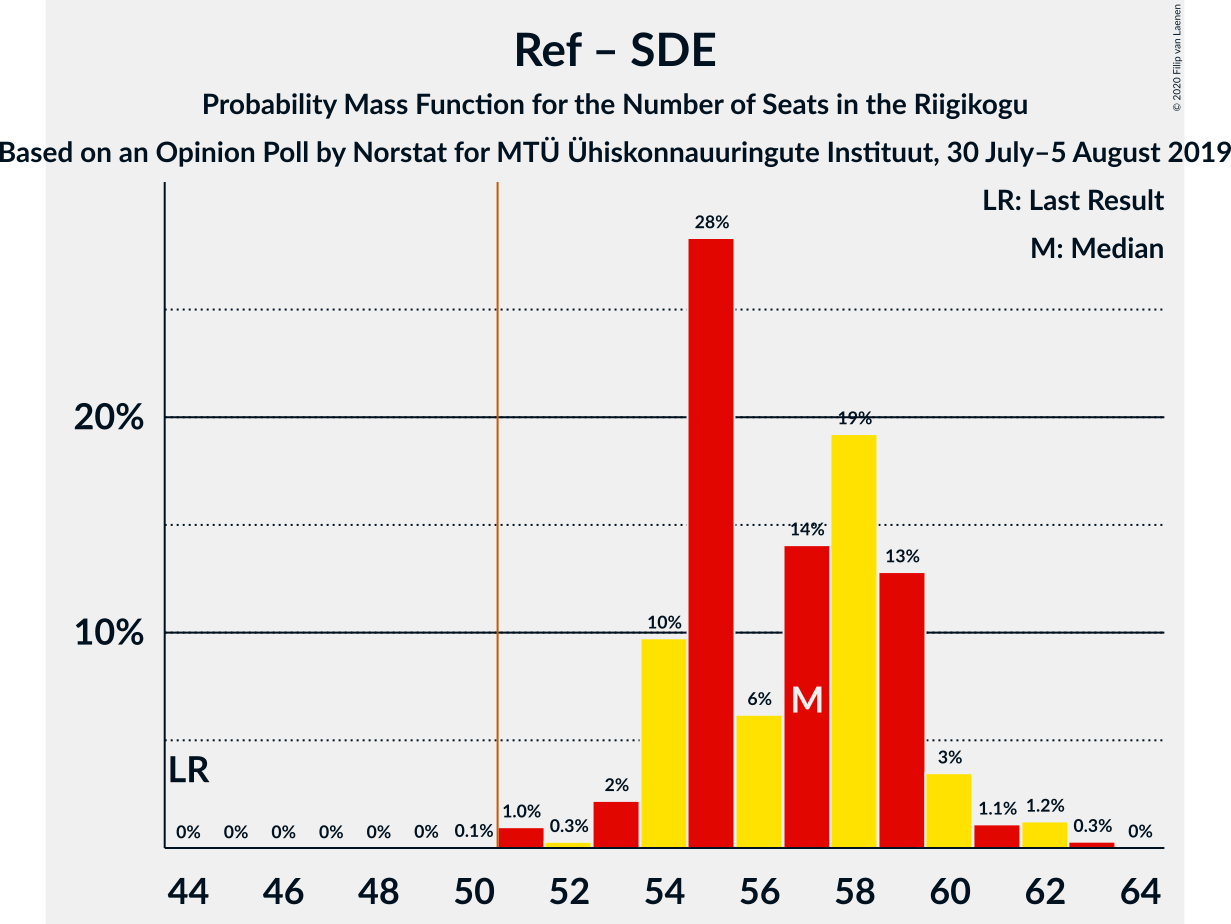 Ref – SDE
Probability Mass Function for the Number of Seats in the Riigikogu
Based on an Opinion Poll by Norstat for MTÜ Ühiskonnauuringute Instituut, 30 July–5 August 2019
© 2020 Filip van Laenen
LR: Last Result
M: Median
28%
20%
19%
14%
13%
10%
10%
6%
M
LR
3%
2%
1.0%
1.1%
1.2%
0% 0% 0% 0% 0% 0% 0.1% 0.3% 0.3% 0%
44 46 48 50 52 54 56 58 60 62 64